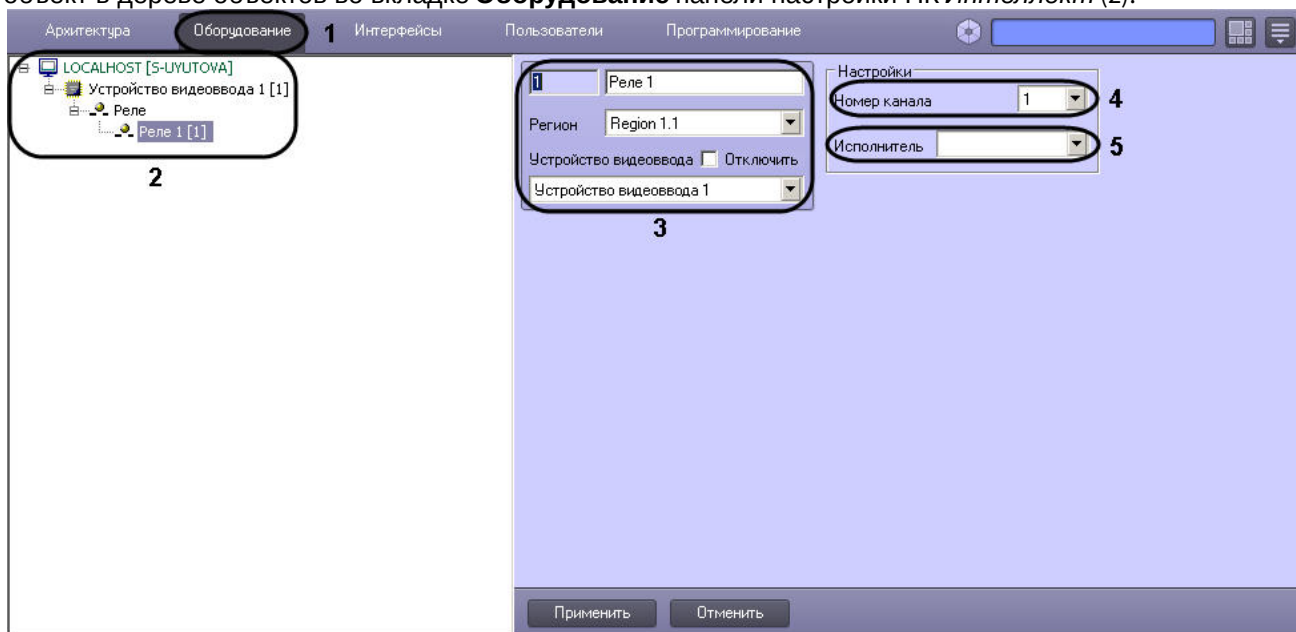 объект в дереве объектов во вкладке Оборудование панели настройки ПК Интеллект (2).
Архитектура Оборудование 1 Интерфейсы Пользователи Программирование
LOCALHOST [S-UYUTOVA]
Устройство видеоввода 1 [1]
Реле
Реле 1 [1]
2
1 Реле 1
Регион Region 1.1
Устройство видеоввода Отключить
Устройство видеоввода 1
3
Настройки
Номер канала 1 4
Исполнитель 5
Применить Отменить